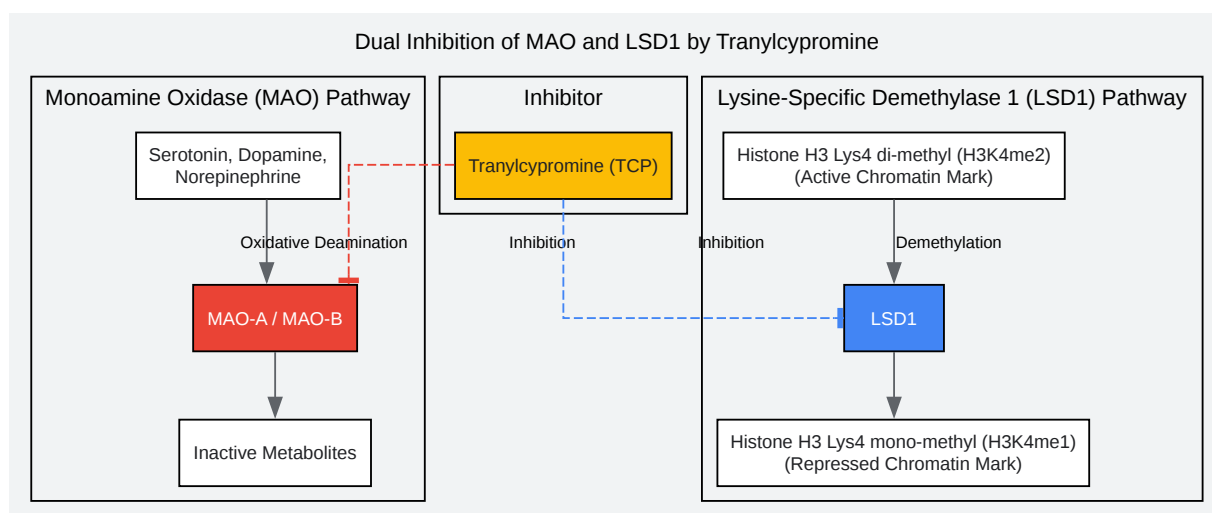 Dual Inhibition of MAO and LSD1 by Tranylcypromine
Monoamine Oxidase (MAO) Pathway
Serotonin, Dopamine,
Norepinephrine
Oxidative Deamination
MAO-A / MAO-B
Inactive Metabolites
Inhibitor
Tranylcypromine (TCP)
Inhibition
Inhibition
Lysine-Specific Demethylase 1 (LSD1) Pathway
Histone H3 Lys4 di-methyl (H3K4me2)
(Active Chromatin Mark)
Demethylation
LSD1
Histone H3 Lys4 mono-methyl (H3K4me1)
(Repressed Chromatin Mark)